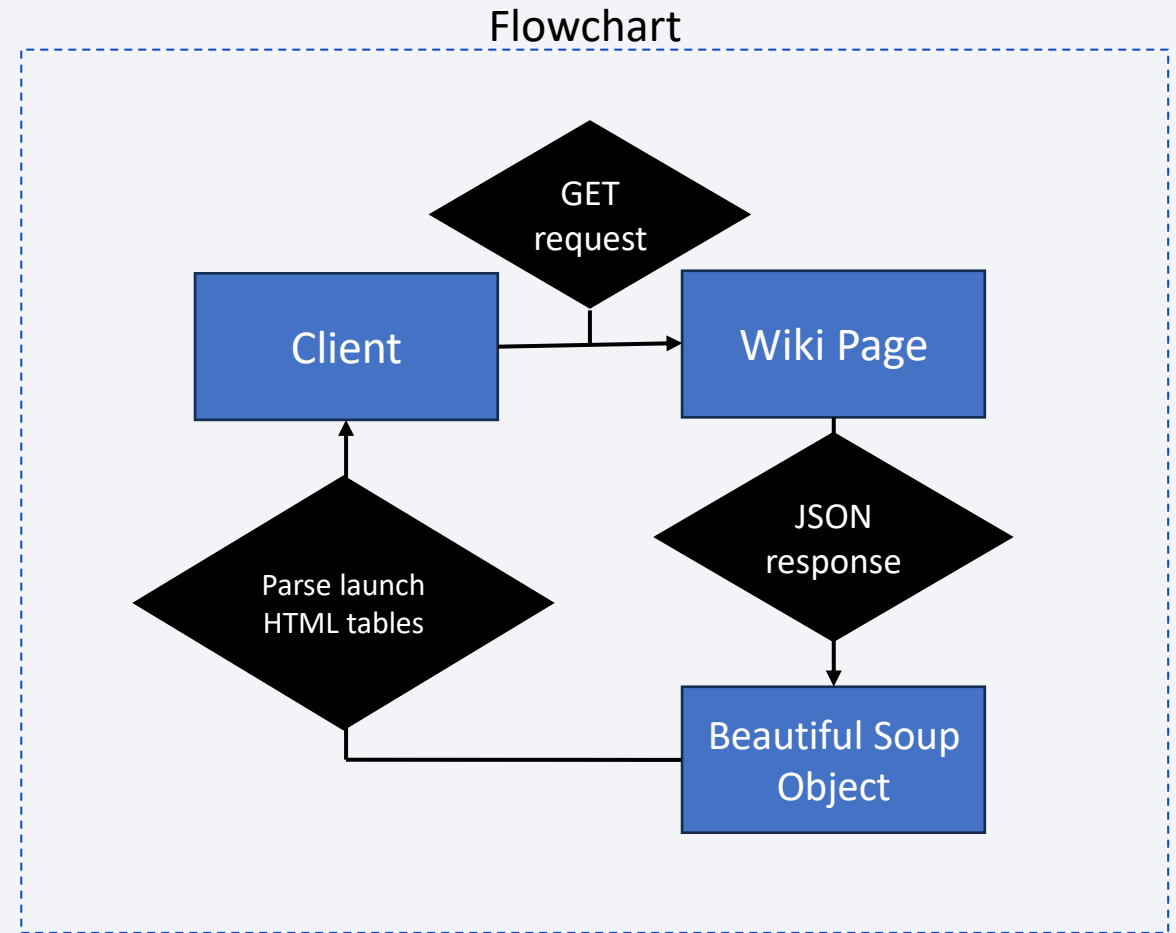 Flowchart
GET
request
Client
Wiki Page
JSON
response
Parse launch
HTML tables
Beautiful Soup
Object